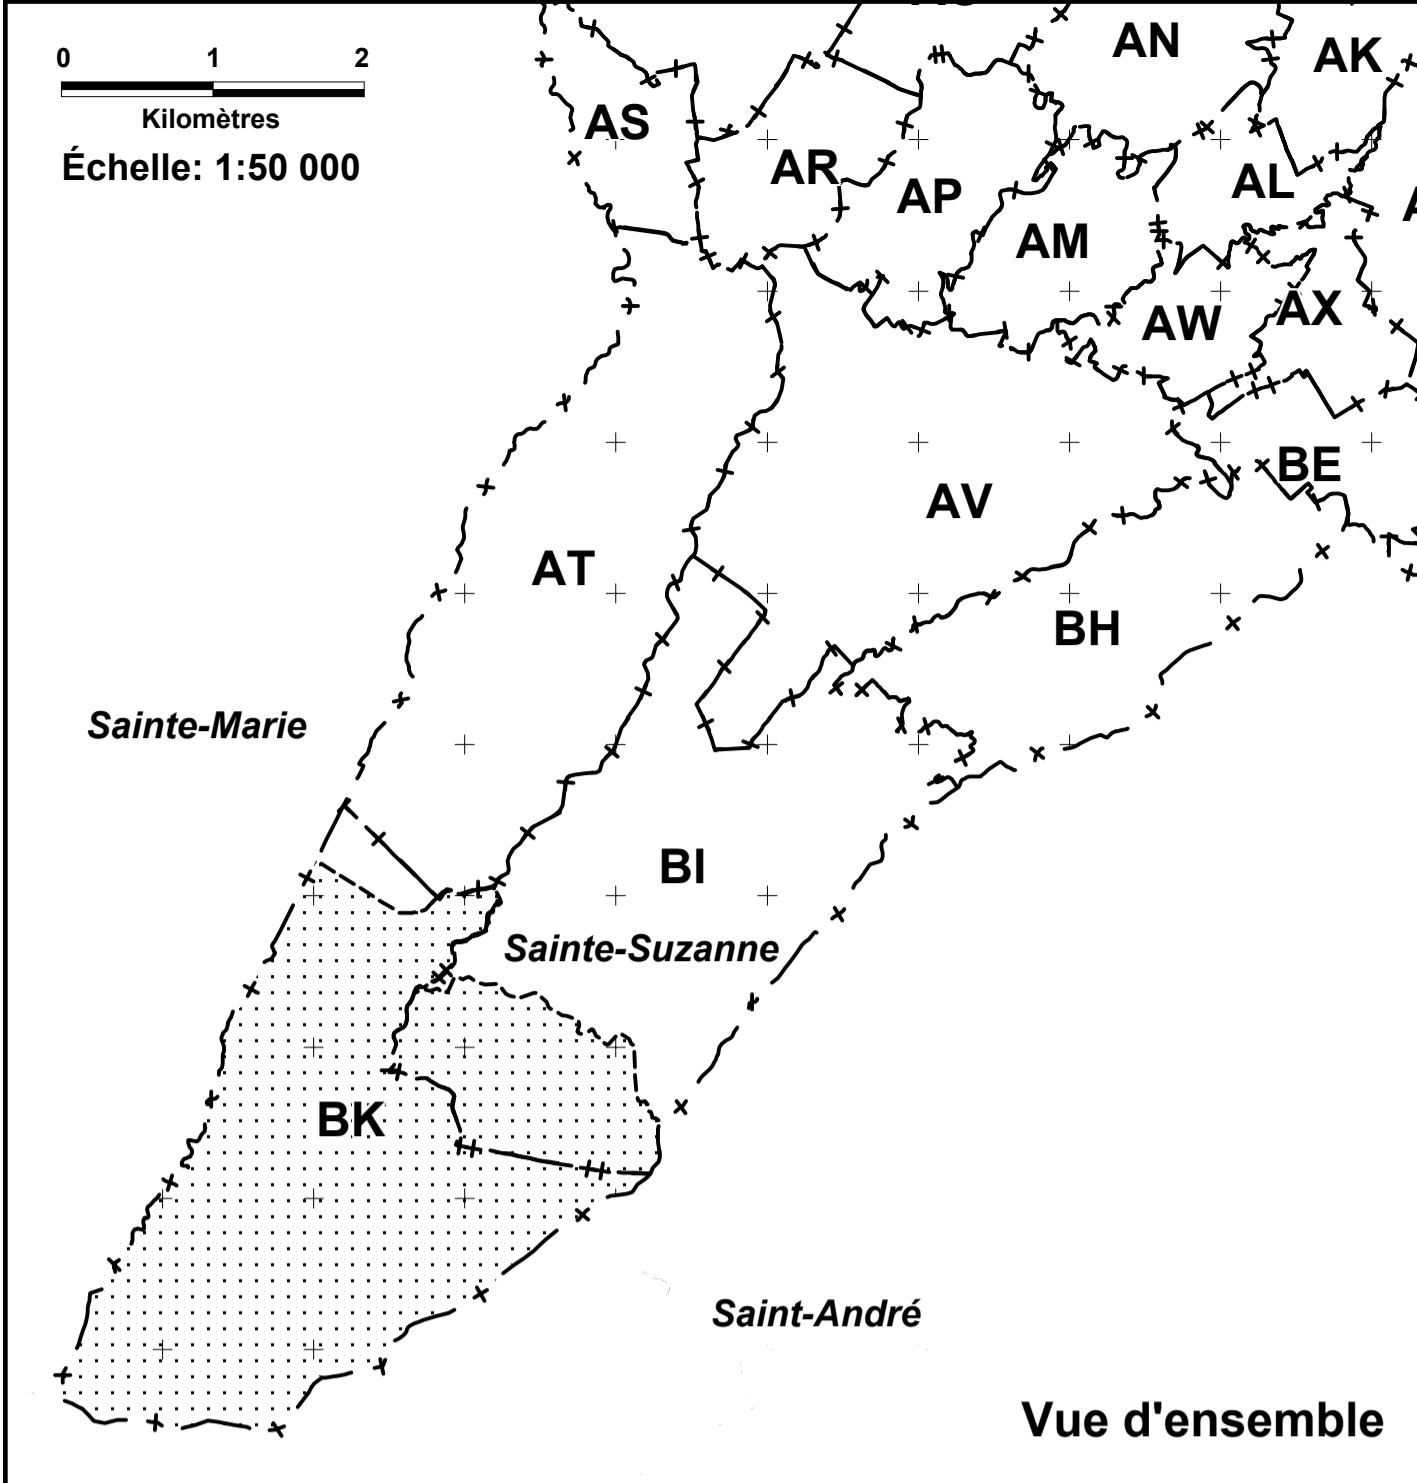 0 1 2
Kilomètres
Échelle: 1:50 000
AN
AK
AS
AR
AP
AL
AM
AW
AX
BE
AV
AT
BH
Sainte-Marie
BI
Sainte-Suzanne
BK
Saint-André
Vue d'ensemble